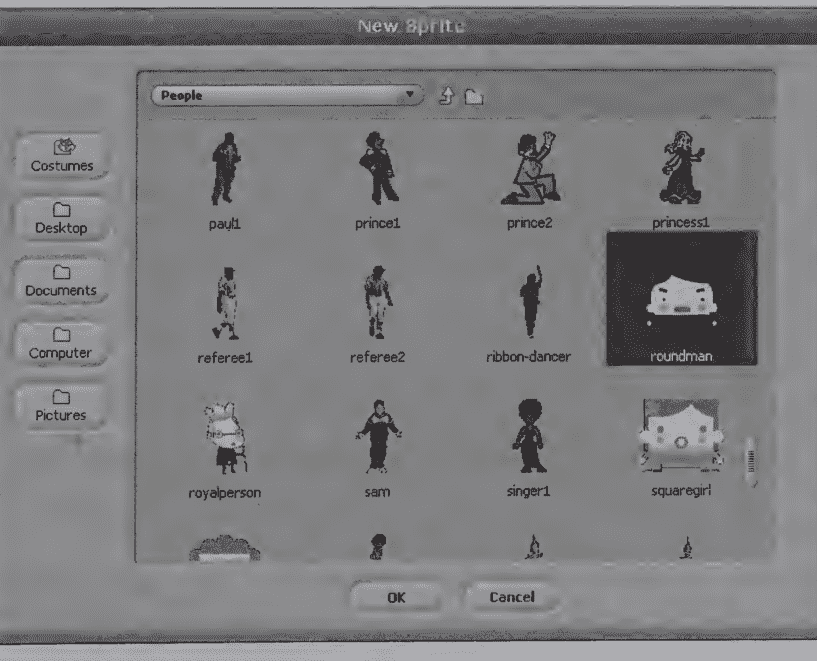 New Sprite
People
Costumes
Desktop
Documents
Computer
Pictures
paul1
prince1
prince2
princess1
referee1
referee2
ribbon-dancer
roundman
royalperson
sam
singer1
squaregirl
OK
Cancel